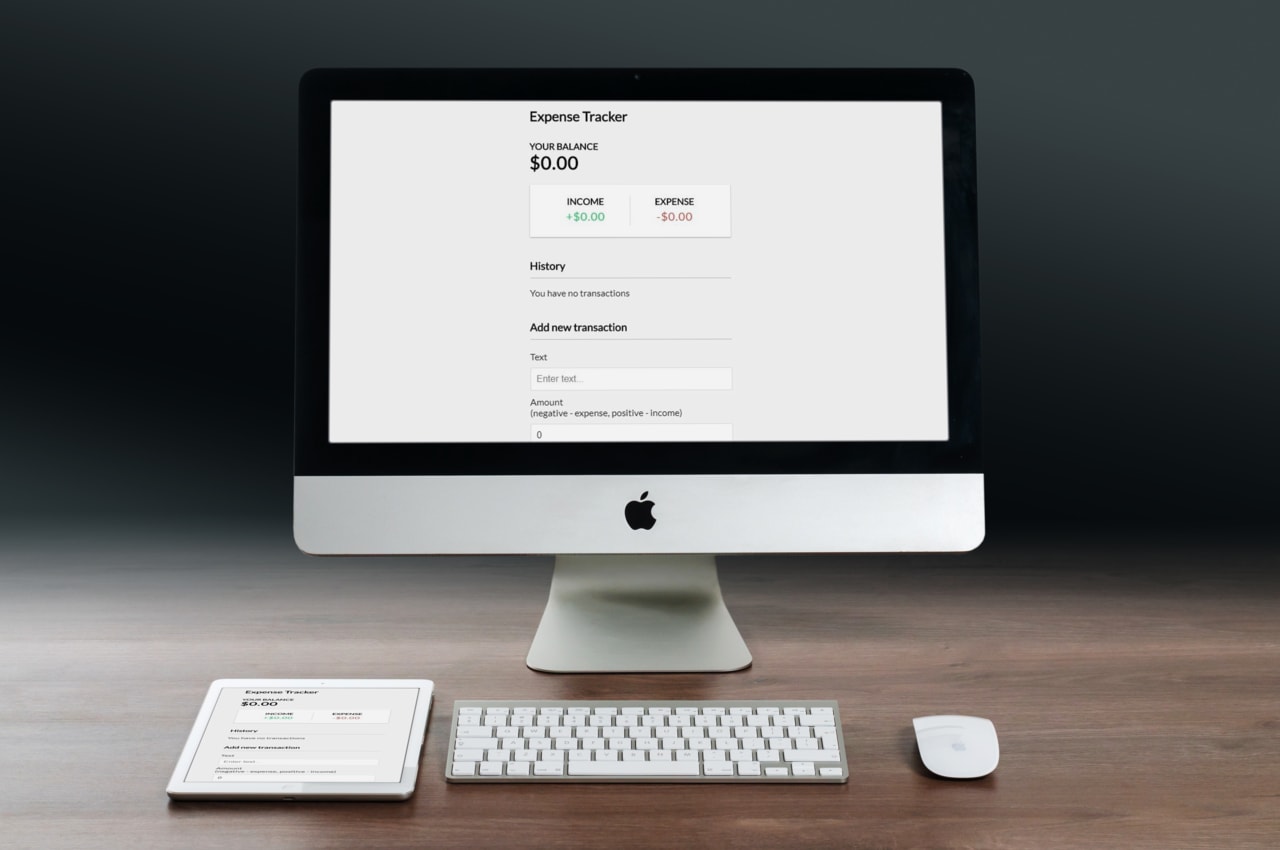 Expense Tracker
YOUR BALANCE
$0.00
INCOME EXPENSE
+$0.00 -$0.00
History
You have no transactions
Add new transaction
Text
Enter text...
Amount
(negative - expense, positive - income)
0
Expense Tracker
YOUR BALANCE
$0.00
INCOME EXPENSE
+$0.00 -$0.00
History
You have no transactions
Add new transaction
Text
Enter text...
Amount
(negative - expense, positive - income)
0